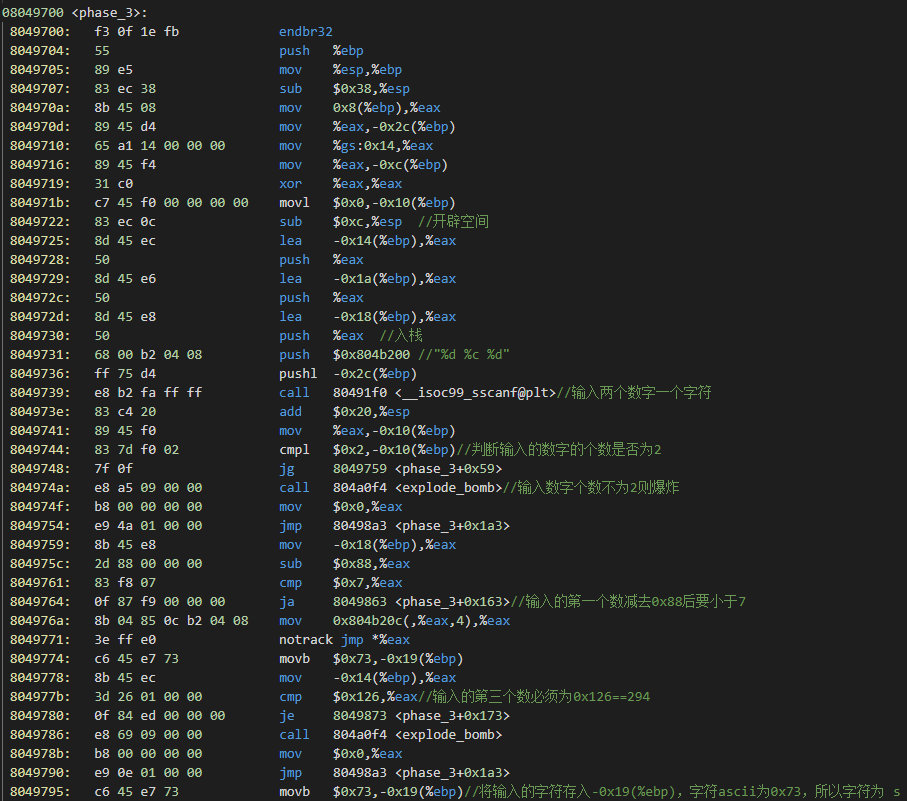 08049700 <phase_3>:
8049700: f3 0f 1e fb endbr32
8049704: 55 push %ebp
8049705: 89 e5 mov %esp,%ebp
8049707: 83 ec 38 sub $0x38,%esp
804970a: 8b 45 08 mov 0x8(%ebp),%eax
804970d: 89 45 d4 mov %eax,-0x2c(%ebp)
8049710: 65 a1 14 00 00 00 mov %gs:0x14,%eax
8049716: 89 45 f4 mov %eax,-0xc(%ebp)
8049719: 31 c0 xor %eax,%eax
804971b: c7 45 f0 00 00 00 00 movl $0x0,-0x10(%ebp)
8049722: 83 ec 0c sub $0xc,%esp //开辟空间
8049725: 8d 45 ec lea -0x14(%ebp),%eax
8049728: 50 push %eax
8049729: 8d 45 e6 lea -0x1a(%ebp),%eax
804972c: 50 push %eax
804972d: 8d 45 e8 lea -0x18(%ebp),%eax
8049730: 50 push %eax //入栈
8049731: 68 00 b2 04 08 push $0x804b200 //"%d %c %d"
8049736: ff 75 d4 pushl -0x2c(%ebp)
8049739: e8 b2 fa ff ff call 80491f0 <__isoc99_sscanf@plt>//输入两个数字一个字符
804973e: 83 c4 20 add $0x20,%esp
8049741: 89 45 f0 mov %eax,-0x10(%ebp)
8049744: 83 7d f0 02 cmpl $0x2,-0x10(%ebp)//判断输入的数字的个数是否为2
8049748: 7f 0f jg 8049759 <phase_3+0x59>
804974a: e8 a5 09 00 00 call 804a0f4 <explode_bomb>//输入数字个数不为2则爆炸
804974f: b8 00 00 00 00 mov $0x0,%eax
8049754: e9 4a 01 00 00 jmp 80498a3 <phase_3+0x1a3>
8049759: 8b 45 e8 mov -0x18(%ebp),%eax
804975c: 2d 88 00 00 00 sub $0x88,%eax
8049761: 83 f8 07 cmp $0x7,%eax
8049764: 0f 87 f9 00 00 00 ja 8049863 <phase_3+0x163>//输入的第一个数减去0x88后要小于7
804976a: 8b 04 85 0c b2 04 08 mov 0x804b20c(,%eax,4),%eax
8049771: 3e ff e0 notrack jmp *%eax
8049774: c6 45 e7 73 movb $0x73,-0x19(%ebp)
8049778: 8b 45 ec mov -0x14(%ebp),%eax
804977b: 3d 26 01 00 00 cmp $0x126,%eax//输入的第三个数必须为0x126==294
8049780: 0f 84 ed 00 00 00 je 8049873 <phase_3+0x173>
8049786: e8 69 09 00 00 call 804a0f4 <explode_bomb>
804978b: b8 00 00 00 00 mov $0x0,%eax
8049790: e9 0e 01 00 00 jmp 80498a3 <phase_3+0x1a3>
8049795: c6 45 e7 73 movb $0x73,-0x19(%ebp)//将输入的字符存入-0x19(%ebp)，字符ascii为0x73，所以字符为 s